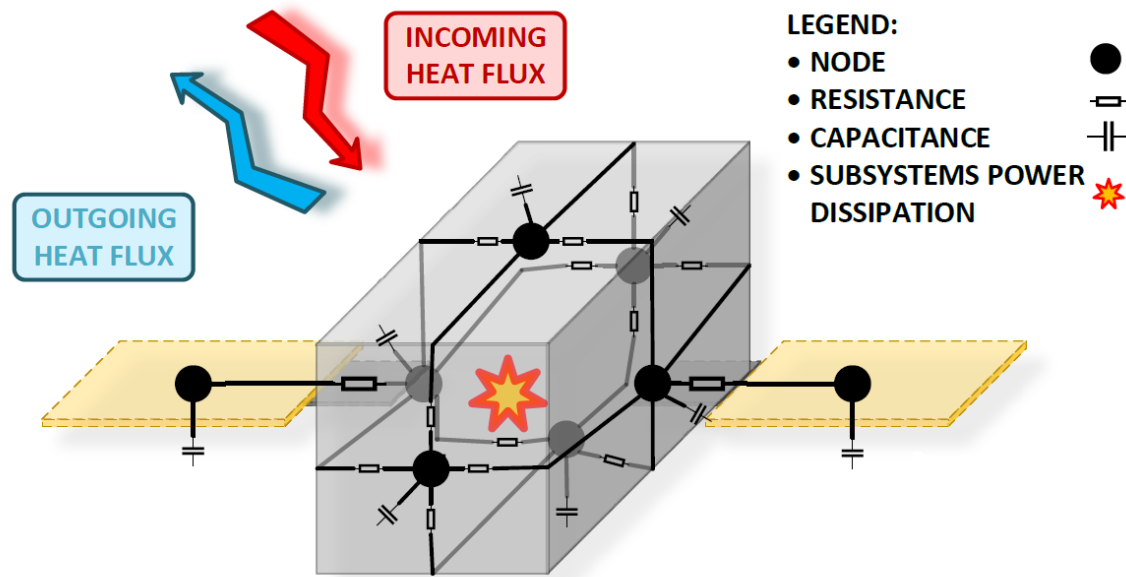 INCOMING
HEAT FLUX
OUTGOING
HEAT FLUX
LEGEND:
• NODE
• RESISTANCE
• CAPACITANCE
• SUBSYSTEMS POWER
DISSIPATION